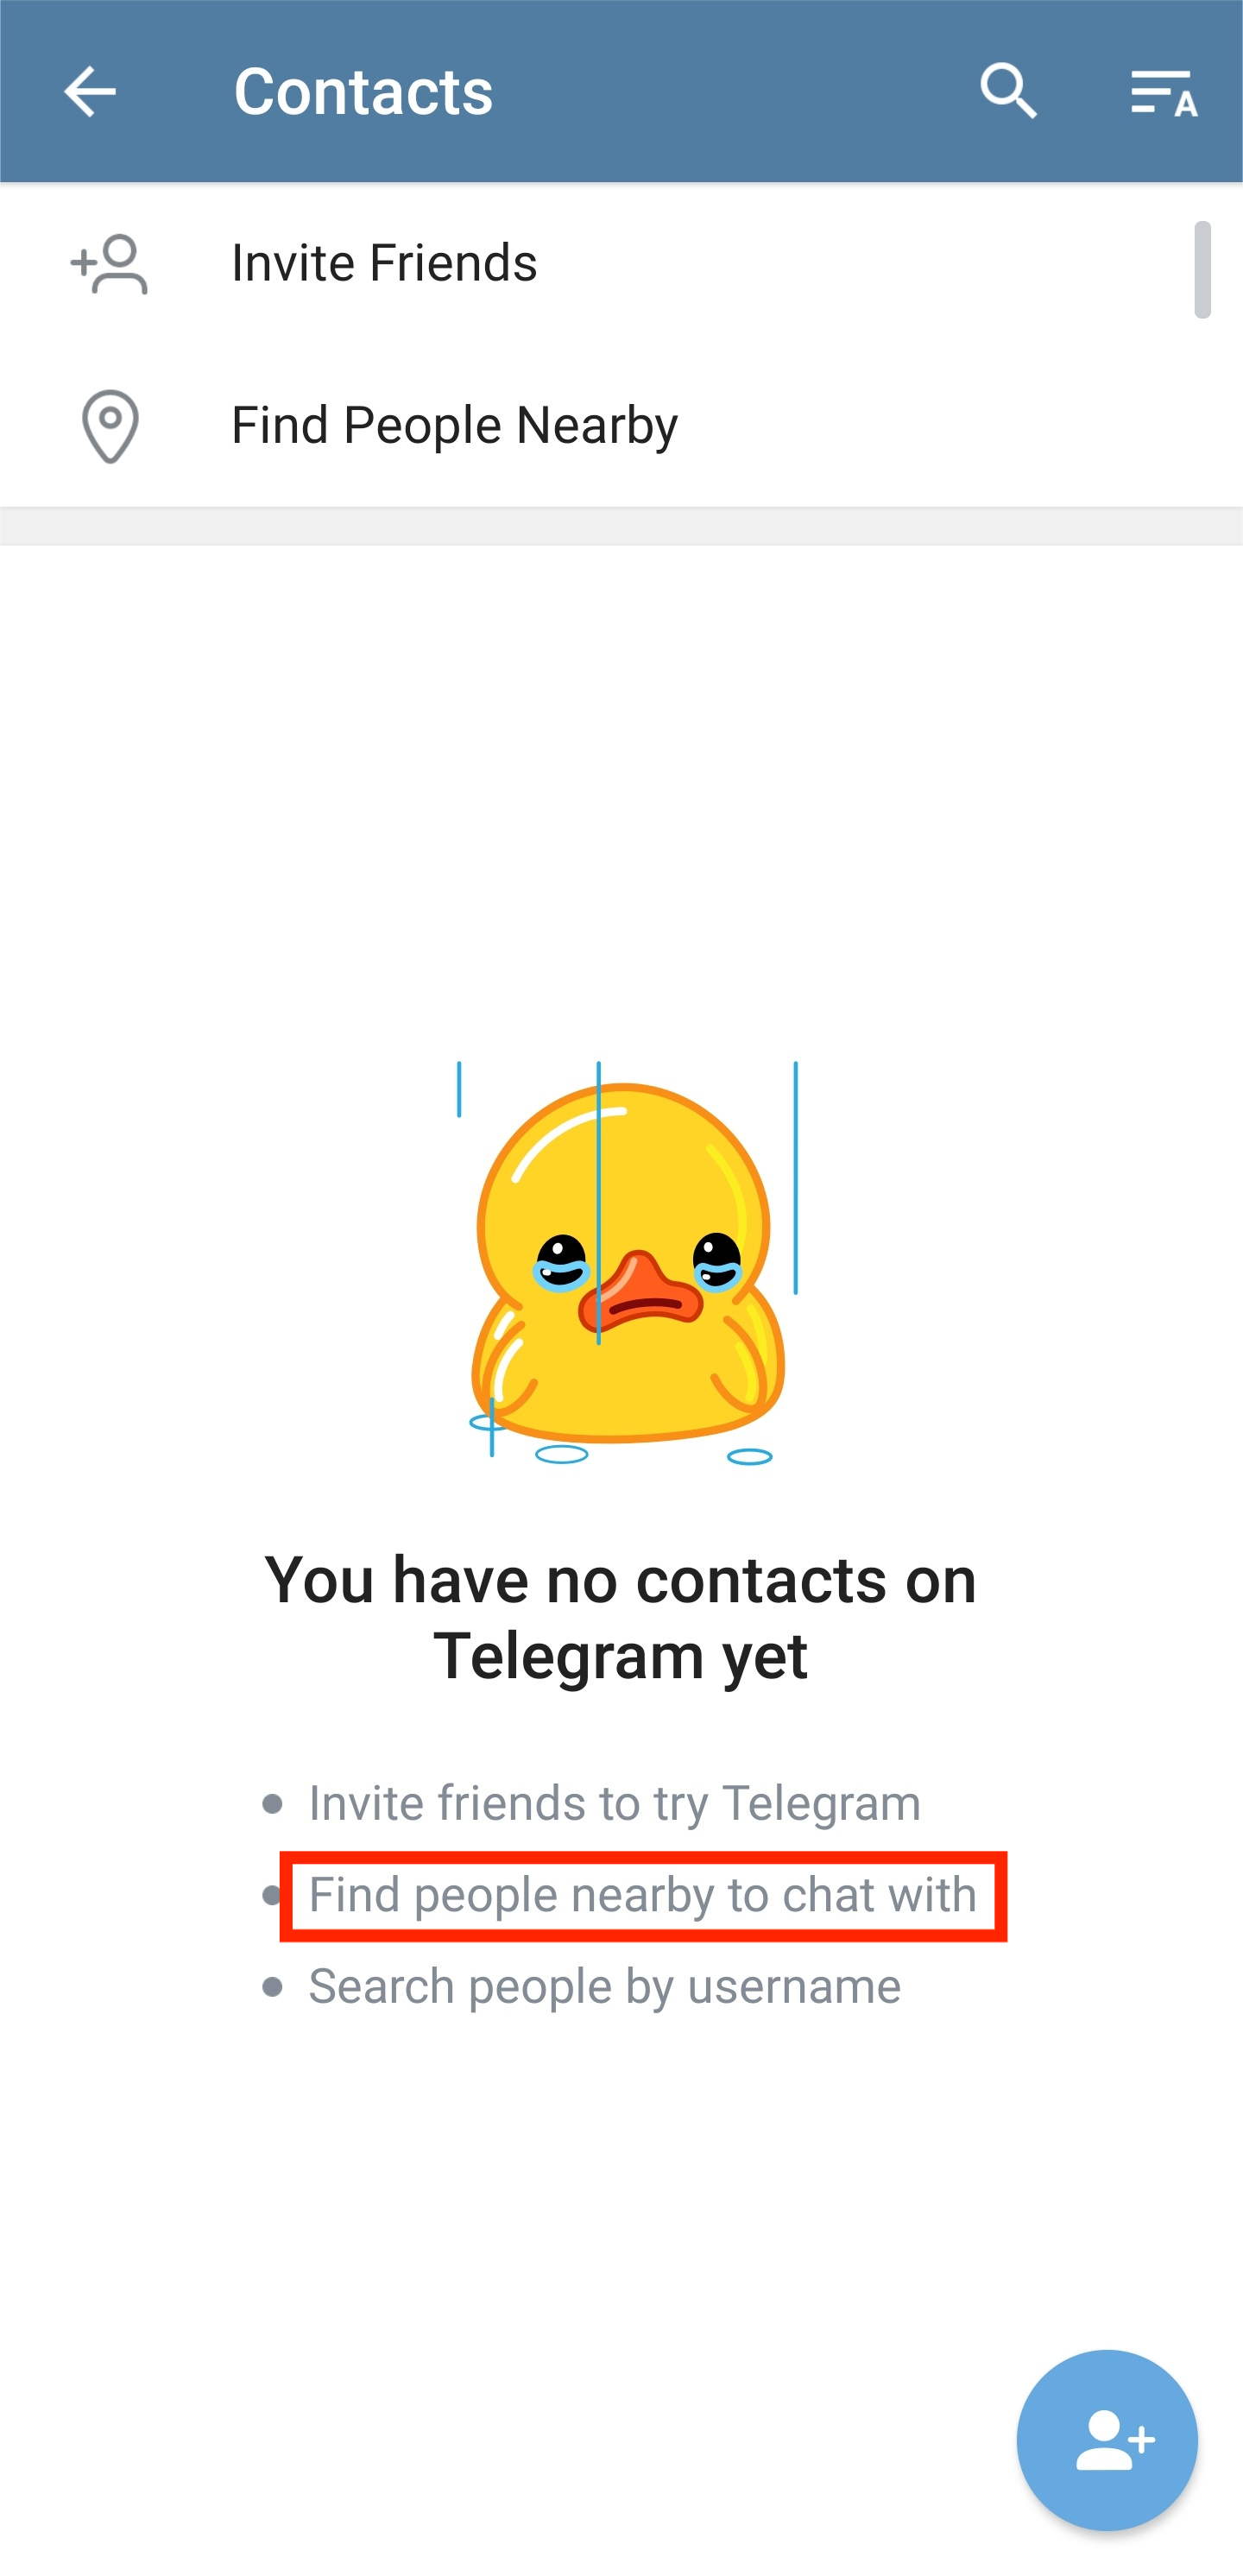 Contacts
A
Invite Friends
Find People Nearby
You have no contacts on
Telegram yet
Invite friends to try Telegram
Find people nearby to chat with
Search people by username